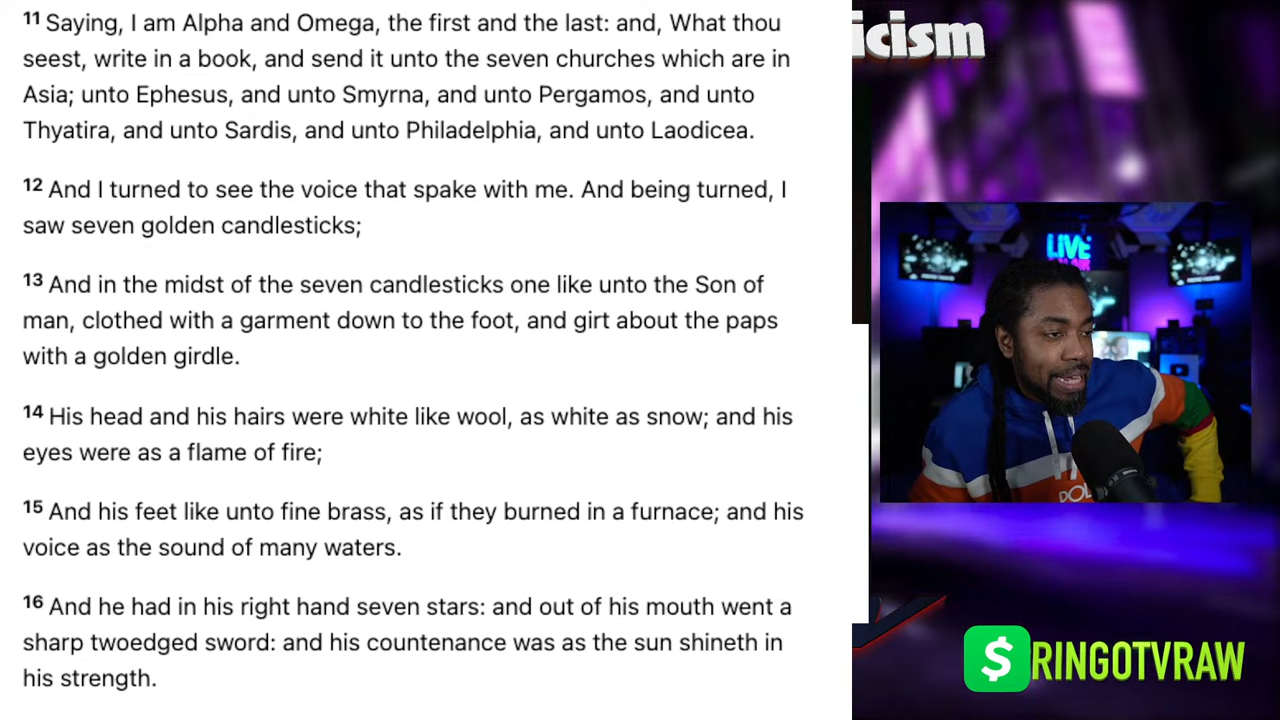 11 Saying, I am Alpha and Omega, the first and the last: and, What thou
seest, write in a book, and send it unto the seven churches which are in
Asia; unto Ephesus, and unto Smyrna, and unto Pergamos, and unto
Thyatira, and unto Sardis, and unto Philadelphia, and unto Laodicea.
12 And I turned to see the voice that spake with me. And being turned, I
saw seven golden candlesticks;
13 And in the midst of the seven candlesticks one like unto the Son of
man, clothed with a garment down to the foot, and girt about the paps
with a golden girdle.
14 His head and his hairs were white like wool, as white as snow; and his
eyes were as a flame of fire;
15 And his feet like unto fine brass, as if they burned in a furnace; and his
voice as the sound of many waters.
16 And he had in his right hand seven stars: and out of his mouth went a
sharp twoedged sword: and his countenance was as the sun shineth in
his strength.
icism
LIVE
$RINGOTVRAW